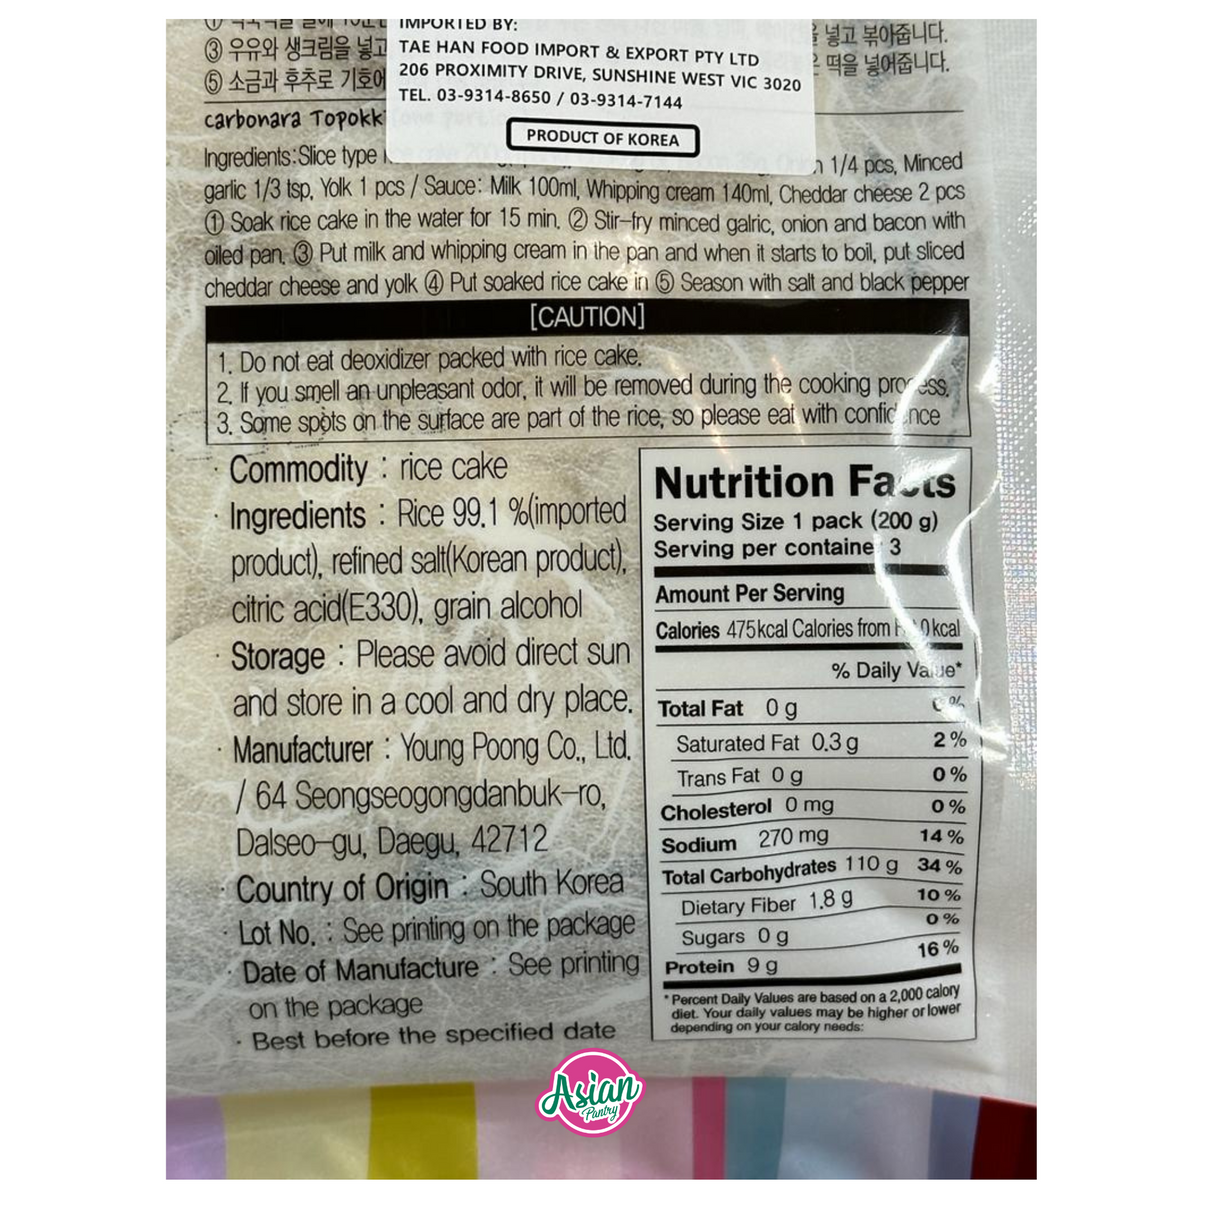 IMPORTED BY:
TAE HAN FOOD IMPORT & EXPORT PTY LTD
206 PROXIMITY DRIVE, SUNSHINE WEST VIC 3020
TEL. 03-9314-8650 / 03-9314-7144
PRODUCT OF KOREA
넣고 볶아줍니다.
③ 우유와 생크림을 넣고
떡을 넣어줍니다.
⑤ 소금과 후추로 기호에
carbonara Topokk
Ingredients:Slice type 1/4 pcs, Minced
garlic 1/3 tsp, Yolk 1 pcs / Sauce: Milk 100ml, Whipping cream 140ml, Cheddar cheese 2 pcs
① Soak rice cake in the water for 15 min. ② Stir-fry minced galric, onion and bacon with
oiled pan. ③ Put milk and whipping cream in the pan and when it starts to boil, put sliced
cheddar cheese and yolk ④ Put soaked rice cake in ⑤ Season with salt and black pepper
[CAUTION]
1. Do not eat deoxidizer packed with rice cake.
2. If you smell an unpleasant odor, it will be removed during the cooking process.
3. Some spots on the surface are part of the rice, so please eat with confidence
· Commodity : rice cake
· Ingredients : Rice 99.1 %(imported
product), refined salt(Korean product),
citric acid(E330), grain alcohol
· Storage : Please avoid direct sun
and store in a cool and dry place.
· Manufacturer : Young Poong Co., Ltd.
/ 64 Seongseogongdanbuk-ro,
Dalseo-gu, Daegu, 42712
· Country of Origin : South Korea
· Lot No. : See printing on the package
· Date of Manufacture : See printing
on the package
· Best before the specified date
Nutrition Facts
Serving Size 1 pack (200 g)
Serving per container 3
Amount Per Serving
Calories 475kcal Calories from Fat 0kcal
% Daily Value*
Total Fat 0 g 0%
Saturated Fat 0.3 g 2 %
Trans Fat 0 g 0 %
Cholesterol 0 mg 0 %
Sodium 270 mg 14 %
Total Carbohydrates 110 g 34 %
Dietary Fiber 1.8 g 10 %
Sugars 0 g 0 %
Protein 9 g 16 %
* Percent Daily Values are based on a 2,000 calory
diet. Your daily values may be higher or lower
depending on your calory needs:
Asian
Pantry